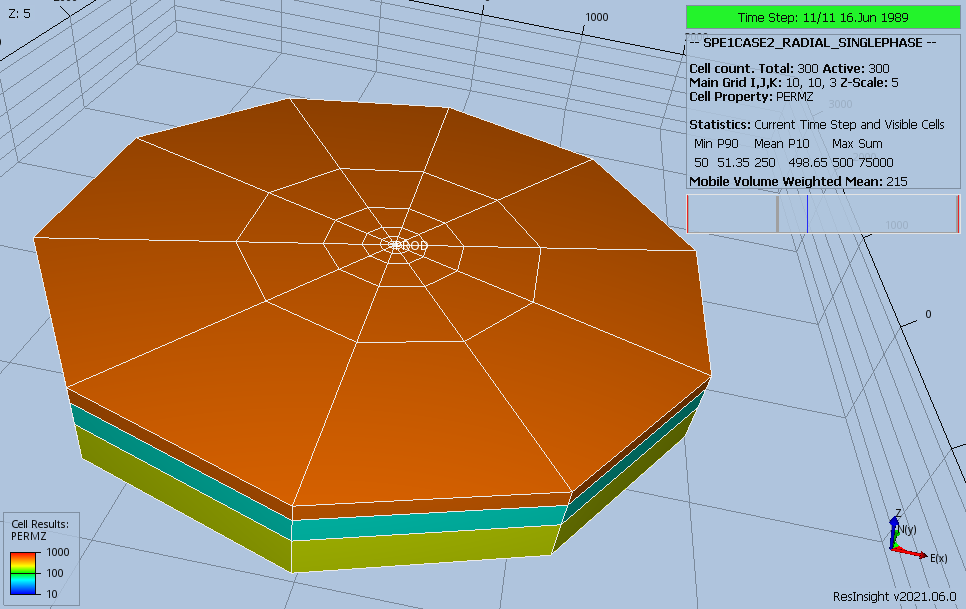 Z: 5
1000
Time Step: 11/11 16.Jun 1989
-- SPE1CASE2_RADIAL_SINGLEPHASE --
Cell count. Total: 300 Active: 300
Main Grid I,J,K: 10, 10, 3 Z-Scale: 5
Cell Property: PERMZ
3000
Statistics: Current Time Step and Visible Cells
Min P90 Mean P10 Max Sum
50 51.35 250 498.65 500 75000
Mobile Volume Weighted Mean: 215
1000
PROD
0
Z
N(y)
E(x)
Cell Results:
PERMZ
1000
100
10
ResInsight v2021.06.0